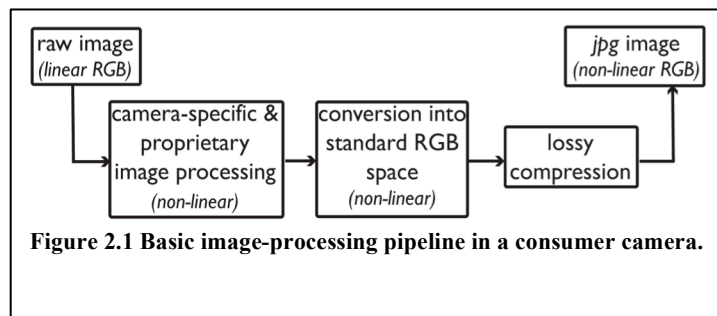 raw image
(linear RGB)
camera-specific &
proprietary
image processing
(non-linear)
conversion into
standard RGB
space
(non-linear)
lossy
compression
jpg image
(non-linear RGB)
Figure 2.1 Basic image-processing pipeline in a consumer camera.